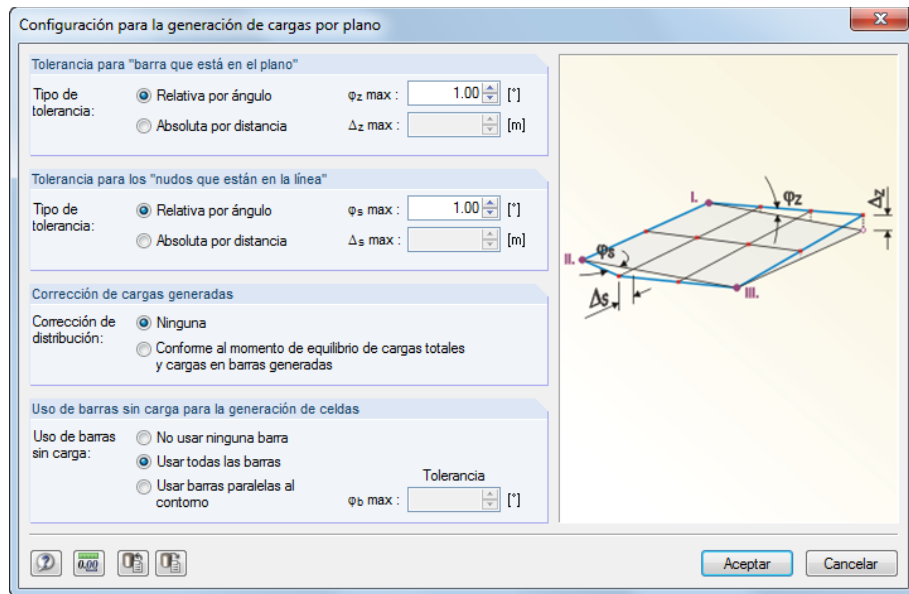 Configuración para la generación de cargas por plano
Tolerancia para "barra que está en el plano"
Tipo de
tolerancia:
Relativa por ángulo
φz max :
1.00
[°]
Absoluta por distancia
Δz max :
[m]
Tolerancia para los "nudos que están en la línea"
Tipo de
tolerancia:
Relativa por ángulo
φs max :
1.00
[°]
Absoluta por distancia
Δs max :
[m]
Corrección de cargas generadas
Corrección de
distribución:
Ninguna
Conforme al momento de equilibrio de cargas totales
y cargas en barras generadas
Uso de barras sin carga para la generación de celdas
Uso de barras
sin carga:
No usar ninguna barra
Usar todas las barras
Usar barras paralelas al
contorno
Tolerancia
φb max :
[°]
I.
φz
Δz
II.
φs
Δs
III.
0.00
Aceptar
Cancelar